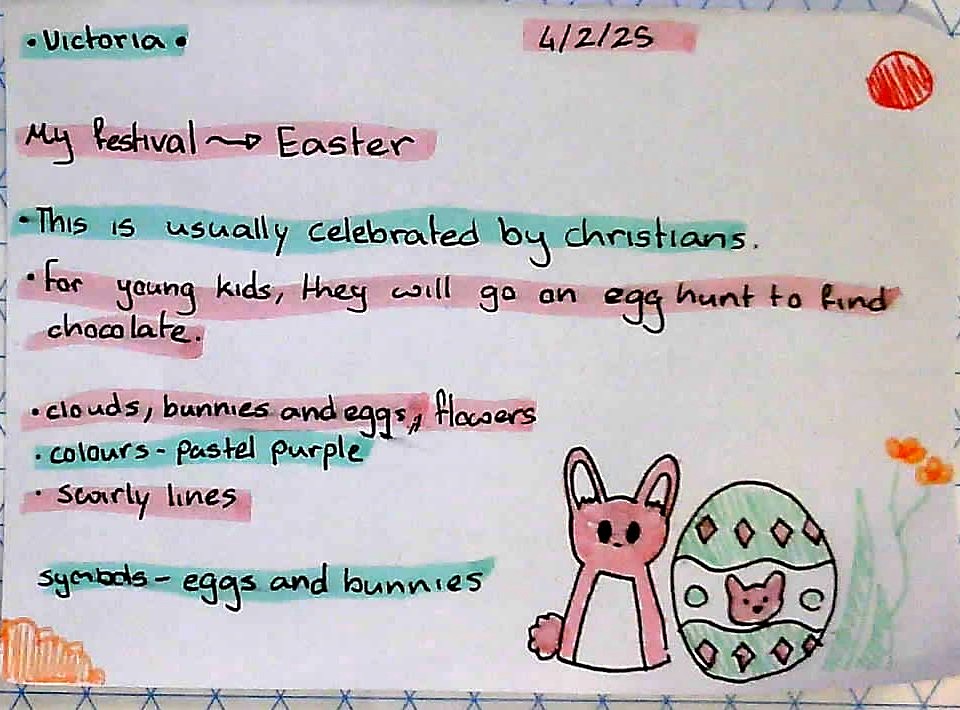 • Victoria •
4/2/25
My festival ~> Easter
• This is usually celebrated by christians.
• for young kids, they will go on egg hunt to find
chocolate.
• clouds, bunnies and eggs, flowers
• colours - pastel purple
• swirly lines
symbols - eggs and bunnies